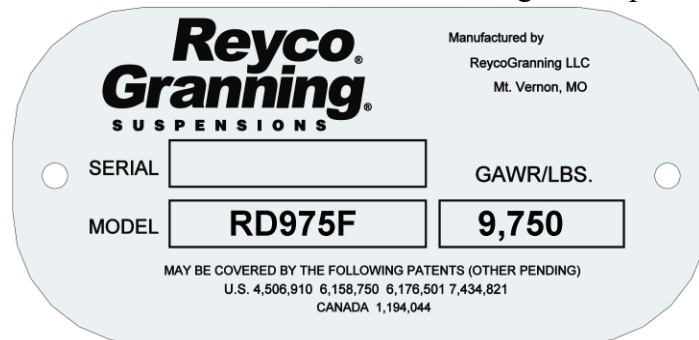 Reyco®
Granning®
SUSPENSIONS
Manufactured by
ReycoGranning LLC
Mt. Vernon, MO
SERIAL
GAWR/LBS.
MODEL RD975F 9,750
MAY BE COVERED BY THE FOLLOWING PATENTS (OTHER PENDING)
U.S. 4,506,910 6,158,750 6,176,501 7,434,821
CANADA 1,194,044